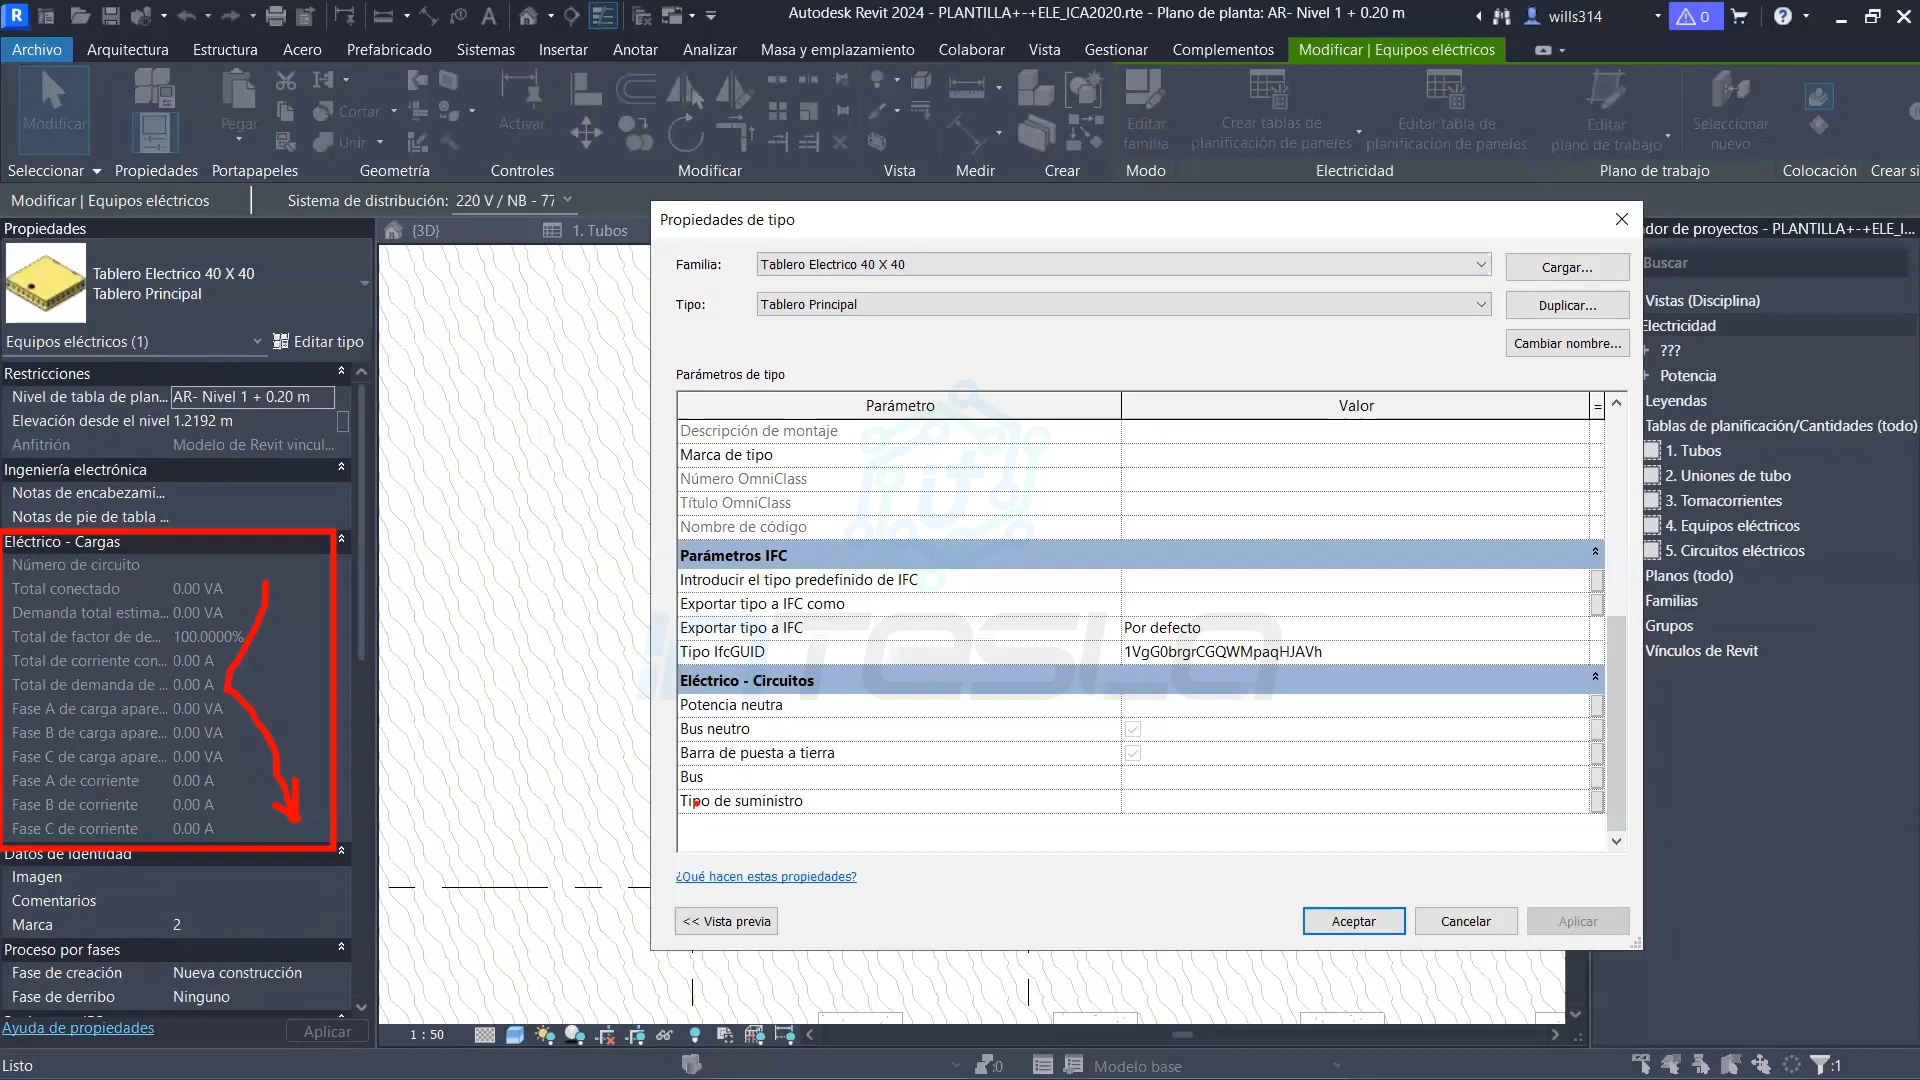 R
Autodesk Revit 2024 - PLANTILLA+-+ELE_ICA2020.rte - Plano de planta: AR- Nivel 1 + 0.20 m
wills314
0
Archivo Arquitectura Estructura Acero Prefabricado Sistemas Insertar Anotar Analizar Masa y emplazamiento Colaborar Vista Gestionar Complementos Modificar | Equipos eléctricos
Modificar
Pegar
Cortar
Unir
Activar
Editar familia
Crear tablas de planificación de paneles
Editar tabla de planificación de paneles
Editar plano de trabajo
Seleccionar nuevo
Seleccionar Propiedades Portapapeles Geometría Controles Modificar Vista Medir Crear Modo Electricidad Plano de trabajo Colocación Crear si
Modificar | Equipos eléctricos
Sistema de distribución: 220 V / NB - 77
Propiedades
Tablero Electrico 40 X 40
Tablero Principal
Equipos eléctricos (1)
Editar tipo
Restricciones
Nivel de tabla de plan... AR- Nivel 1 + 0.20 m
Elevación desde el nivel 1.2192 m
Anfitrión Modelo de Revit vincul...
Ingeniería electrónica
Notas de encabezami...
Notas de pie de tabla ...
Eléctrico - Cargas
Número de circuito
Total conectado 0.00 VA
Demanda total estima... 0.00 VA
Total de factor de de... 100.0000%
Total de corriente con... 0.00 A
Total de demanda de ... 0.00 A
Fase A de carga apare... 0.00 VA
Fase B de carga apare... 0.00 VA
Fase C de carga apare... 0.00 VA
Fase A de corriente 0.00 A
Fase B de corriente 0.00 A
Fase C de corriente 0.00 A
Datos de identidad
Imagen
Comentarios
Marca 2
Proceso por fases
Fase de creación Nueva construcción
Fase de derribo Ninguno
Ayuda de propiedades
Aplicar
Listo
{3D}
1. Tubos
Propiedades de tipo
Familia: Tablero Electrico 40 X 40 Cargar...
Tipo: Tablero Principal Duplicar...
Cambiar nombre...
Parámetros de tipo
Parámetro Valor =
Descripción de montaje
Marca de tipo
Número OmniClass
Título OmniClass
Nombre de código
Parámetros IFC
Introducir el tipo predefinido de IFC
Exportar tipo a IFC como
Exportar tipo a IFC Por defecto
Tipo IfcGUID 1VgG0brgrCGQWMpaqHJAVh
Eléctrico - Circuitos
Potencia neutra
Bus neutro
Barra de puesta a tierra
Bus
Tipo de suministro
¿Qué hacen estas propiedades?
<< Vista previa Aceptar Cancelar Aplicar
it
TESLA
1 : 50
:0
Modelo base
:1
dor de proyectos - PLANTILLA+-+ELE_I...
Buscar
Vistas (Disciplina)
Electricidad
???
Potencia
Leyendas
Tablas de planificación/Cantidades (todo)
1. Tubos
2. Uniones de tubo
3. Tomacorrientes
4. Equipos eléctricos
5. Circuitos eléctricos
Planos (todo)
Familias
Grupos
Vínculos de Revit